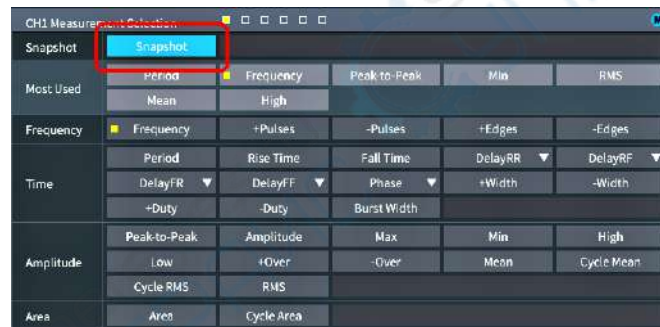 CH1 Measurement Selection
Snapshot Snapshot
Most Used Period Frequency Peak-to-Peak Min RMS
Mean High
Frequency Frequency +Pulses -Pulses +Edges -Edges
Time Period Rise Time Fall Time DelayRR DelayRF
DelayFR DelayFF Phase +Width -Width
+Duty -Duty Burst Width
Amplitude Peak-to-Peak Amplitude Max Min High
Low +Over -Over Mean Cycle Mean
Cycle RMS RMS
Area Area Cycle Area